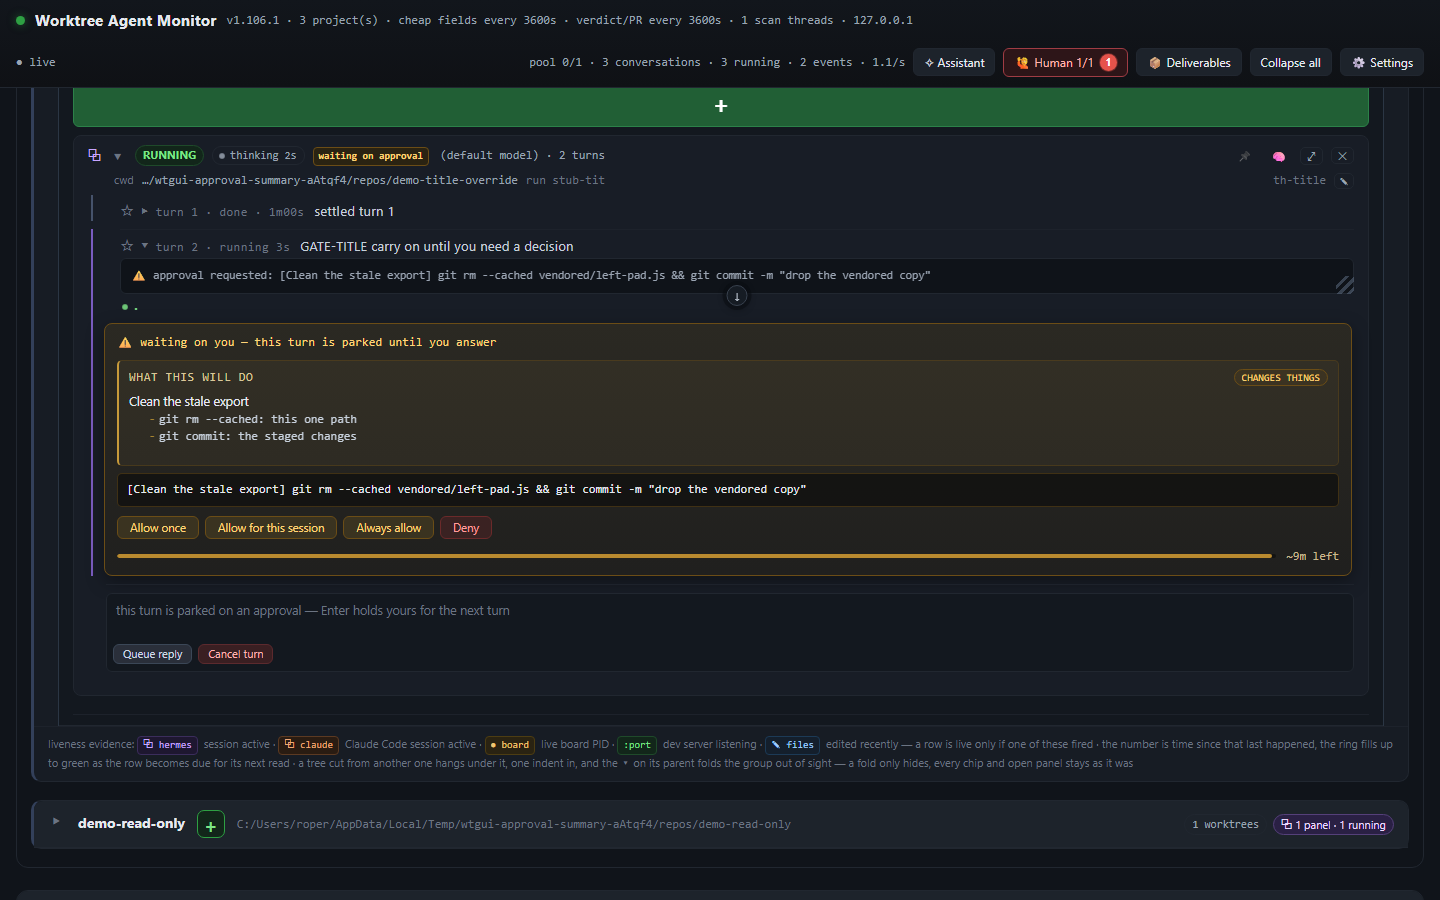 Worktree Agent Monitor v1.106.1 · 3 project(s) · cheap fields every 3600s · verdict/PR every 3600s · 1 scan threads · 127.0.0.1
live pool 0/1 · 3 conversations · 3 running · 2 events · 1.1/s Assistant Human 1/1 1 Deliverables Collapse all Settings
+
RUNNING thinking 2s waiting on approval (default model) · 2 turns
cwd …/wtgui-approval-summary-aAtqf4/repos/demo-title-override run stub-tit th-title
turn 1 · done · 1m00s settled turn 1
turn 2 · running 3s GATE-TITLE carry on until you need a decision
approval requested: [Clean the stale export] git rm --cached vendored/left-pad.js && git commit -m "drop the vendored copy"
↓
.
waiting on you — this turn is parked until you answer
WHAT THIS WILL DO CHANGES THINGS
Clean the stale export
- git rm --cached: this one path
- git commit: the staged changes
[Clean the stale export] git rm --cached vendored/left-pad.js && git commit -m "drop the vendored copy"
Allow once Allow for this session Always allow Deny
~9m left
this turn is parked on an approval — Enter holds yours for the next turn
Queue reply Cancel turn
liveness evidence: hermes session active · claude Claude Code session active · board live board PID · :port dev server listening · files edited recently — a row is live only if one of these fired · the number is time since that last happened, the ring fills up
to green as the row becomes due for its next read · a tree cut from another one hangs under it, one indent in, and the ▾ on its parent folds the group out of sight — a fold only hides, every chip and open panel stays as it was
demo-read-only + C:/Users/roper/AppData/Local/Temp/wtgui-approval-summary-aAtqf4/repos/demo-read-only 1 worktrees 1 panel · 1 running